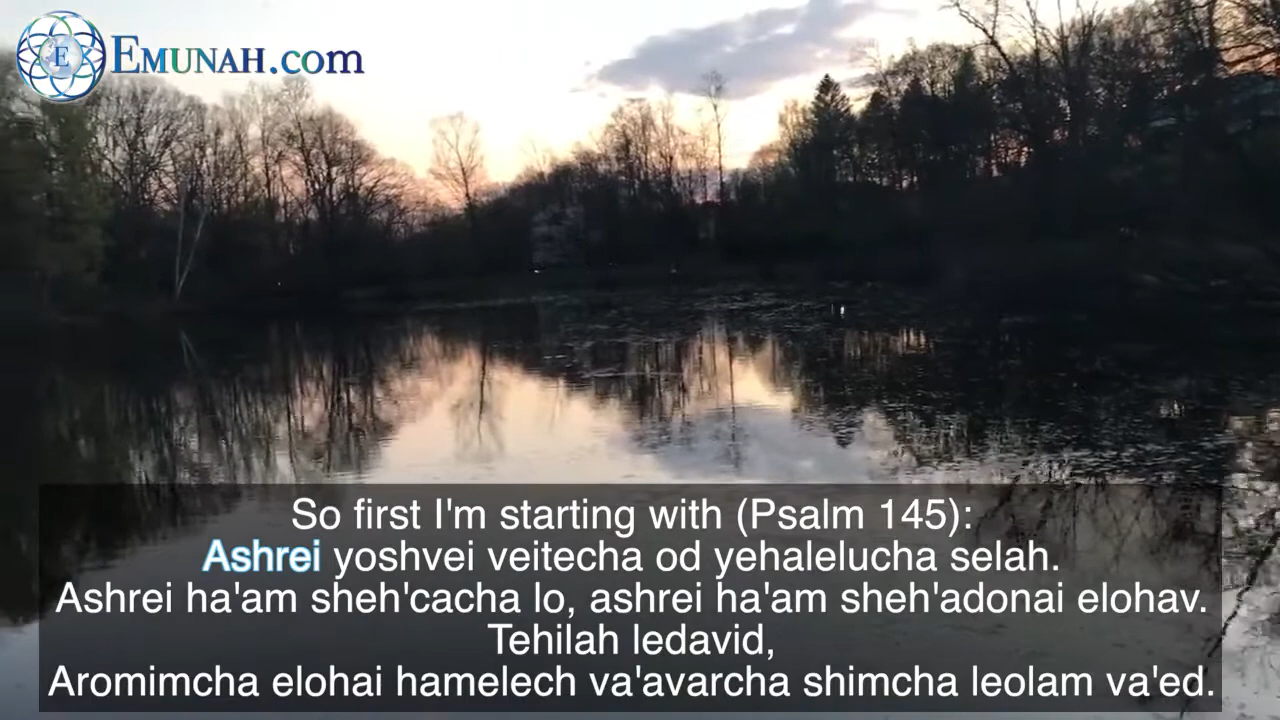 E EMUNAH.com
So first I'm starting with (Psalm 145):
Ashrei yoshvei veitecha od yehalelucha selah.
Ashrei ha'am sheh'cacha lo, ashrei ha'am sheh'adonai elohav.
Tehilah ledavid,
Aromimcha elohai hamelech va'avarcha shimcha leolam va'ed.